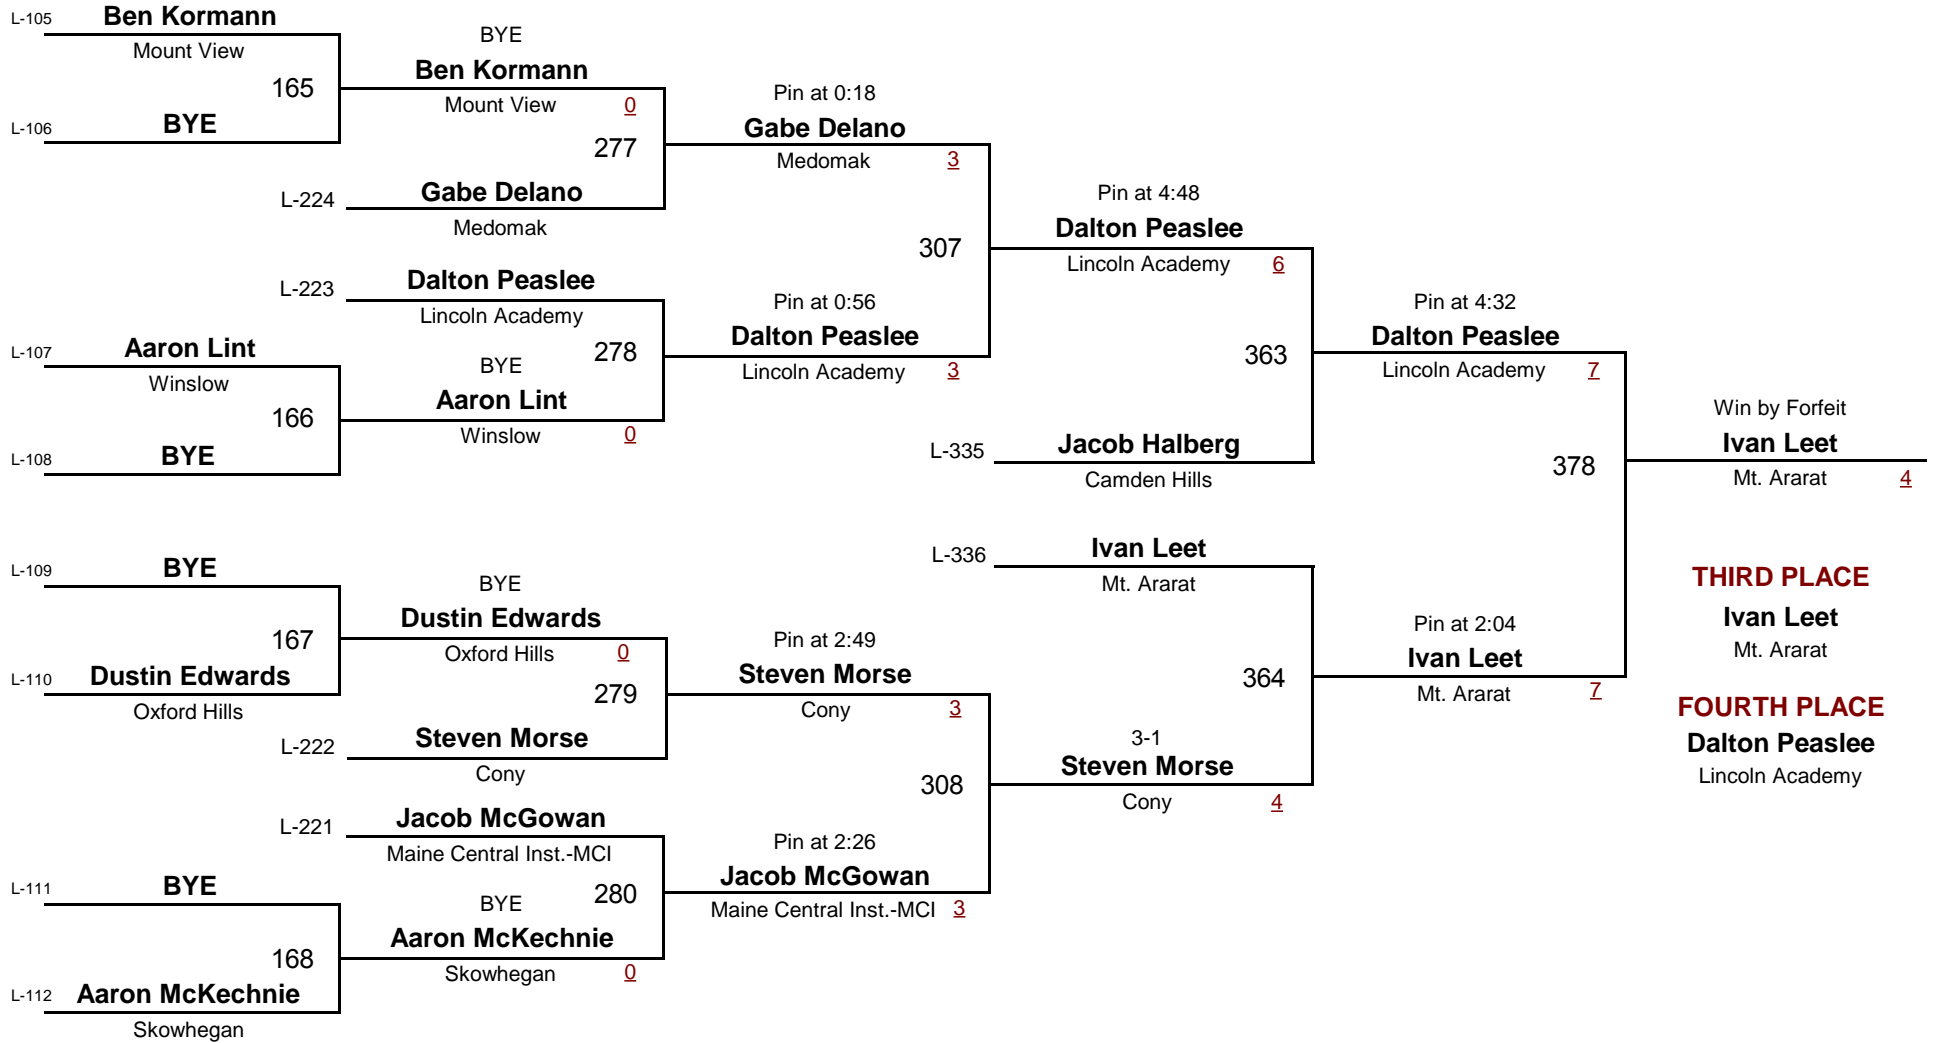 L-105
Ben Kormann
Mount View
165
L-106
BYE
L-107
Aaron Lint
Winslow
166
L-108
BYE
L-109
BYE
167
L-110
Dustin Edwards
Oxford Hills
L-111
BYE
168
L-112
Aaron McKechnie
Skowhegan
BYE
Ben Kormann
Mount View 0
277
L-224
Gabe Delano
Medomak
L-223
Dalton Peaslee
Lincoln Academy
278
BYE
Aaron Lint
Winslow 0
BYE
Dustin Edwards
Oxford Hills 0
279
L-222
Steven Morse
Cony
L-221
Jacob McGowan
Maine Central Inst.-MCI
280
BYE
Aaron McKechnie
Skowhegan 0
Pin at 0:18
Gabe Delano
Medomak 3
307
Pin at 0:56
Dalton Peaslee
Lincoln Academy 3
Pin at 2:49
Steven Morse
Cony 3
308
Pin at 2:26
Jacob McGowan
Maine Central Inst.-MCI 3
Pin at 4:48
Dalton Peaslee
Lincoln Academy 6
363
L-335
Jacob Halberg
Camden Hills
L-336
Ivan Leet
Mt. Ararat
364
3-1
Steven Morse
Cony 4
Pin at 4:32
Dalton Peaslee
Lincoln Academy 7
378
Pin at 2:04
Ivan Leet
Mt. Ararat 7
Win by Forfeit
Ivan Leet
Mt. Ararat 4
THIRD PLACE
Ivan Leet
Mt. Ararat
FOURTH PLACE
Dalton Peaslee
Lincoln Academy